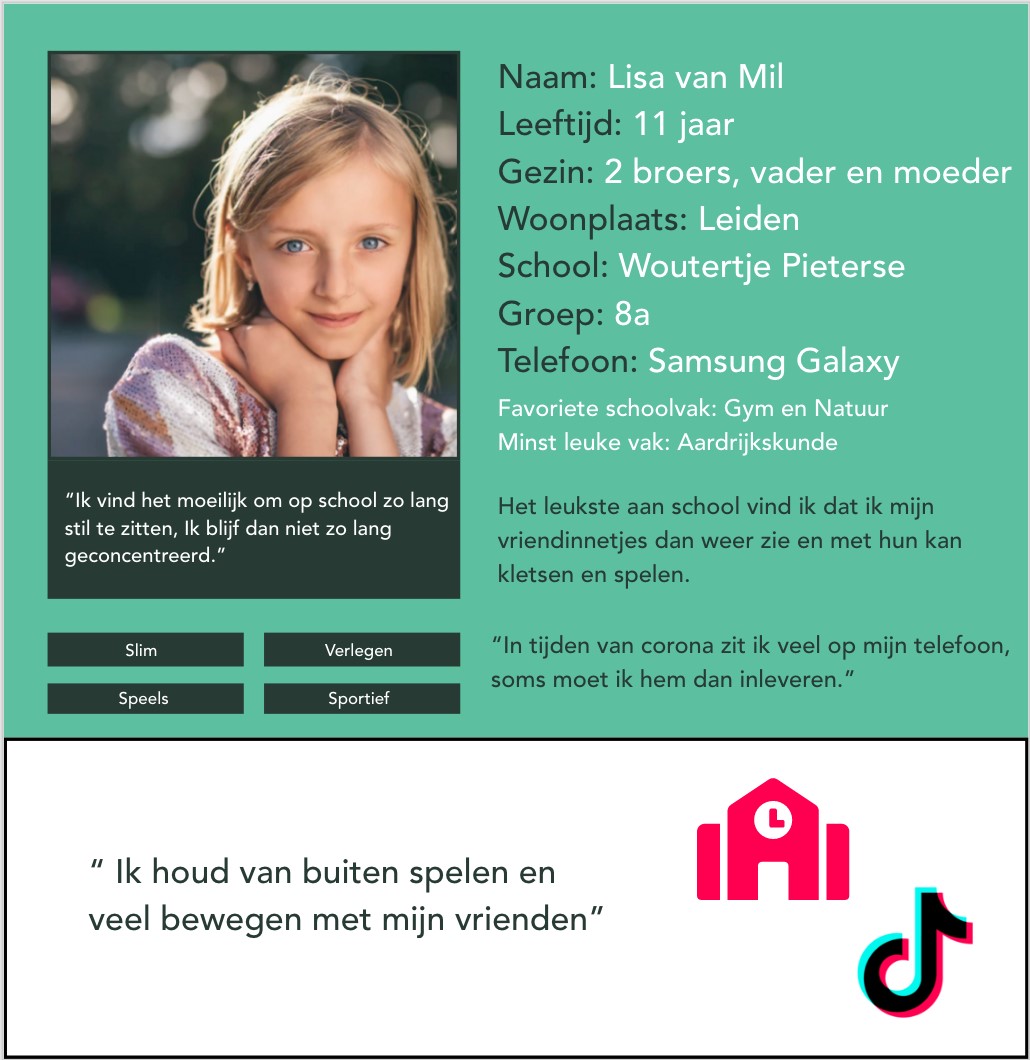 Naam: Lisa van Mil
Leeftijd: 11 jaar
Gezin: 2 broers, vader en moeder
Woonplaats: Leiden
School: Woutertje Pieterse
Groep: 8a
Telefoon: Samsung Galaxy
Favoriete schoolvak: Gym en Natuur
Minst leuke vak: Aardrijkskunde
“Ik vind het moeilijk om op school zo lang
stil te zitten, Ik blijf dan niet zo lang
geconcentreerd.”
Het leukste aan school vind ik dat ik mijn
vriendinnetjes dan weer zie en met hun kan
kletsen en spelen.
Slim
Verlegen
Speels
Sportief
“In tijden van corona zit ik veel op mijn telefoon,
soms moet ik hem dan inleveren.”
“ Ik houd van buiten spelen en
veel bewegen met mijn vrienden”